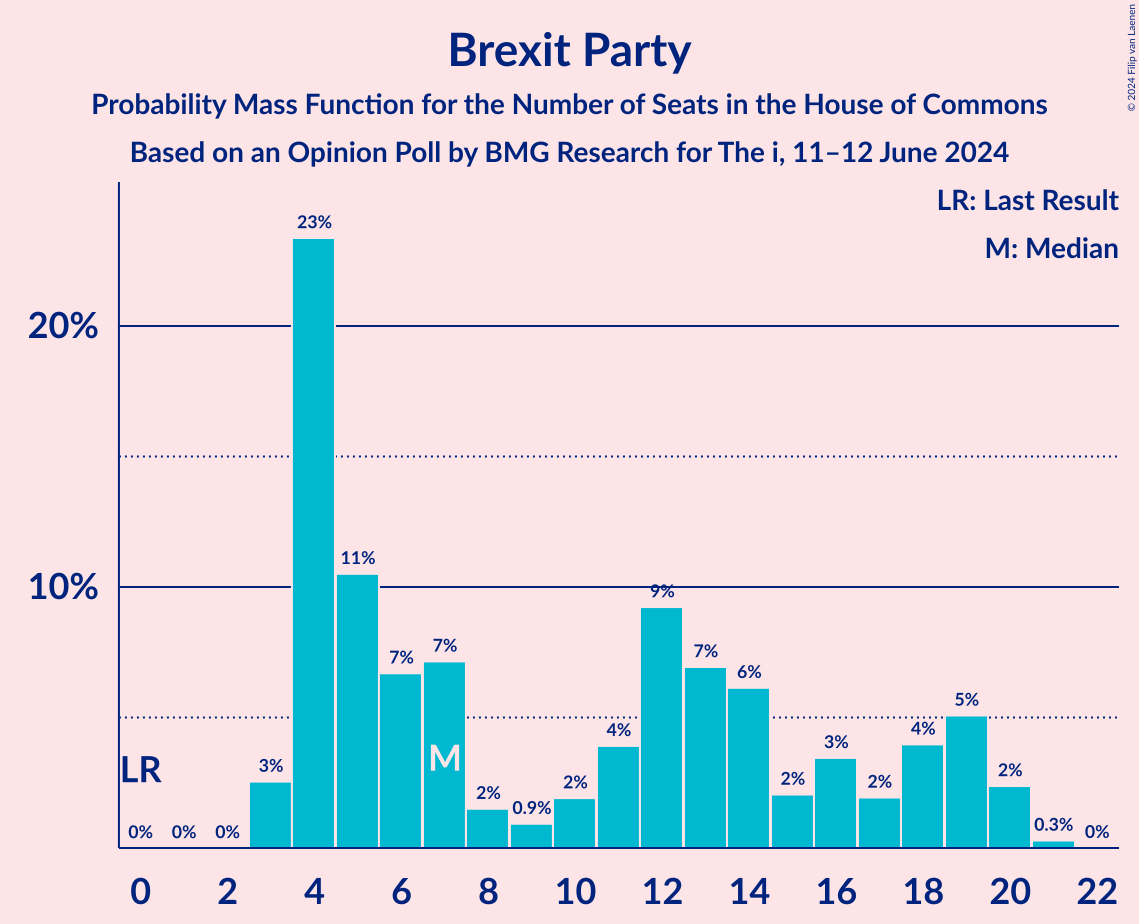 Brexit Party
Probability Mass Function for the Number of Seats in the House of Commons
Based on an Opinion Poll by BMG Research for The i, 11–12 June 2024
© 2024 Filip van Laenen
LR: Last Result
M: Median
20%
10%
23%
11%
9%
7%
7%
7%
6%
5%
4%
4%
3%
3%
2%
2%
2%
2%
2%
0.9%
0.3%
0%
0%
0%
0%
LR
M
0 2 4 6 8 10 12 14 16 18 20 22